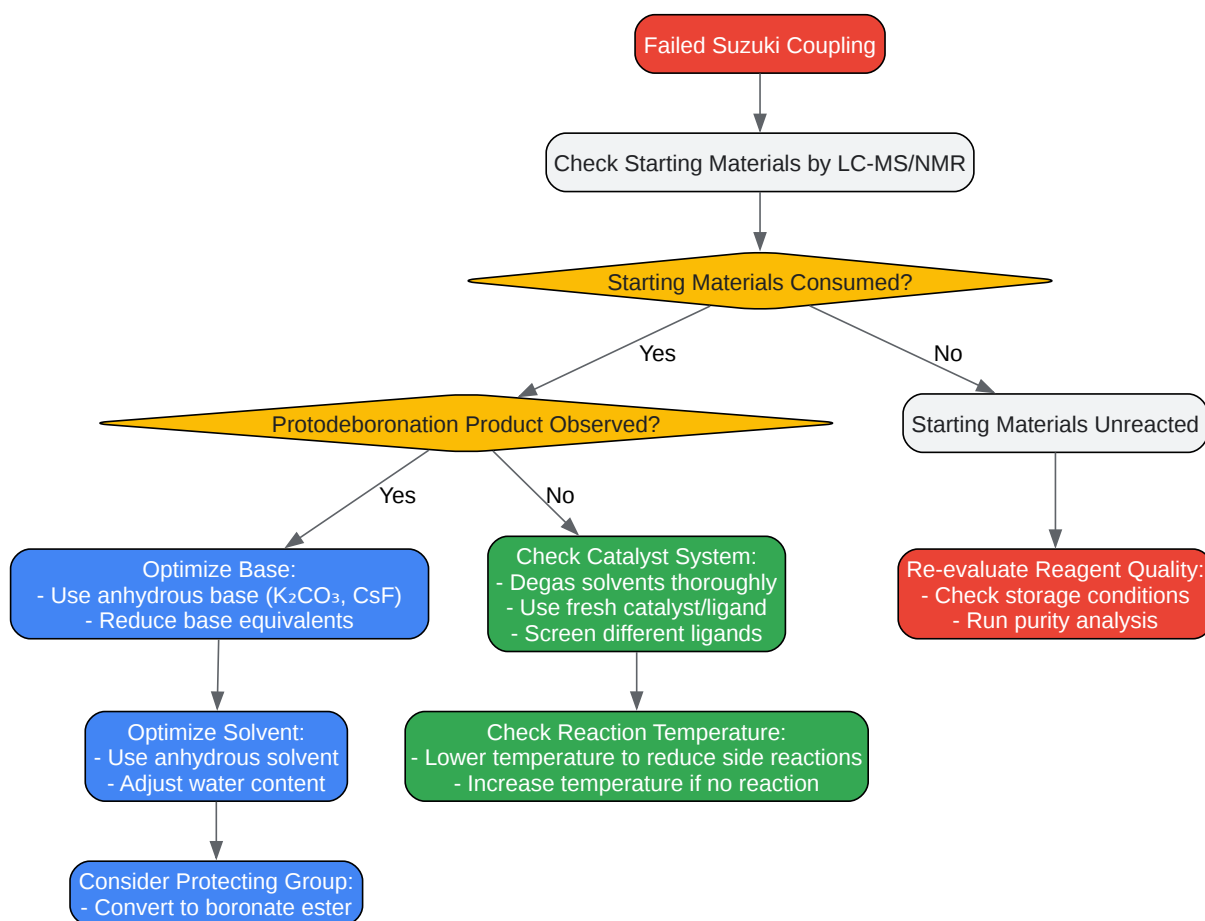 Failed Suzuki Coupling
Check Starting Materials by LC-MS/NMR
Starting Materials Consumed?
Yes
No
Protodeboronation Product Observed?
Starting Materials Unreacted
Yes
No
Optimize Base:
- Use anhydrous base (K₂CO₃, CsF)
- Reduce base equivalents
Check Catalyst System:
- Degas solvents thoroughly
- Use fresh catalyst/ligand
- Screen different ligands
Re-evaluate Reagent Quality:
- Check storage conditions
- Run purity analysis
Optimize Solvent:
- Use anhydrous solvent
- Adjust water content
Check Reaction Temperature:
- Lower temperature to reduce side reactions
- Increase temperature if no reaction
Consider Protecting Group:
- Convert to boronate ester